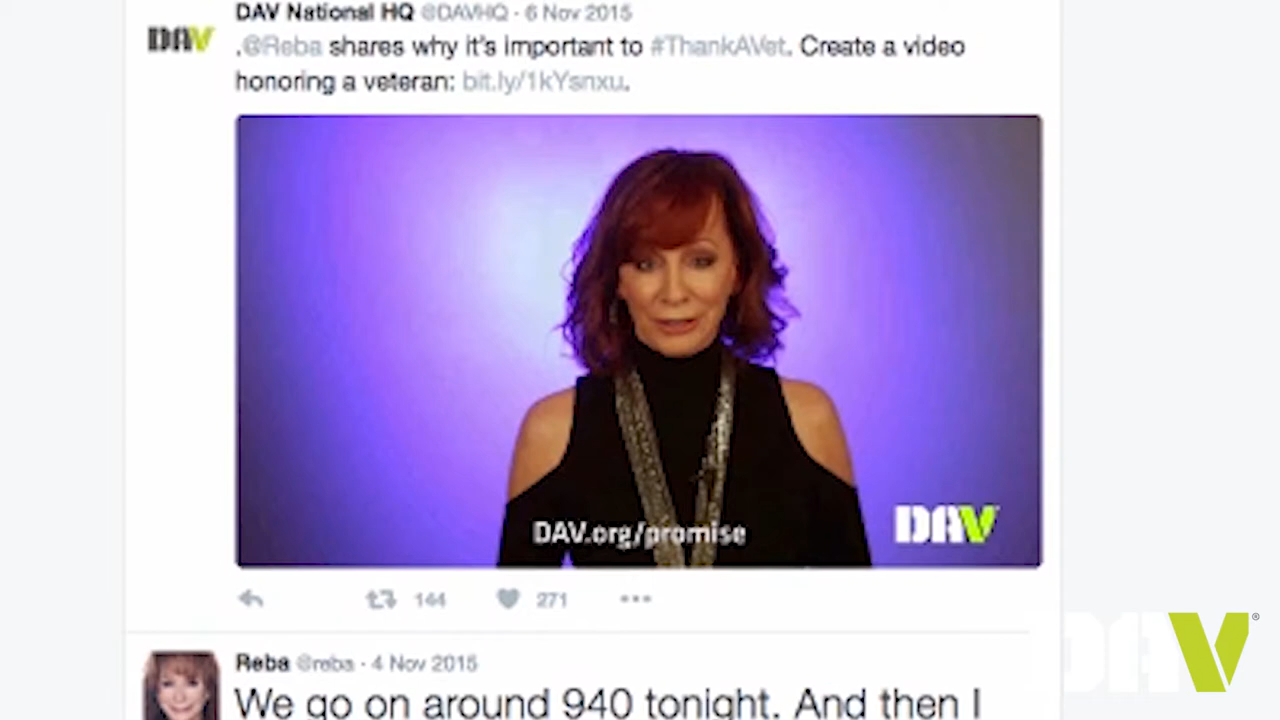 DAV National HQ @DAVHQ · 6 Nov 2015
DAV
.@Reba shares why it's important to #ThankAVet. Create a video
honoring a veteran: bit.ly/1kYsnxu.
DAV.org/promise
DAV
144 271
DAV®
Reba @reba · 4 Nov 2015
We go on around 940 tonight. And then I